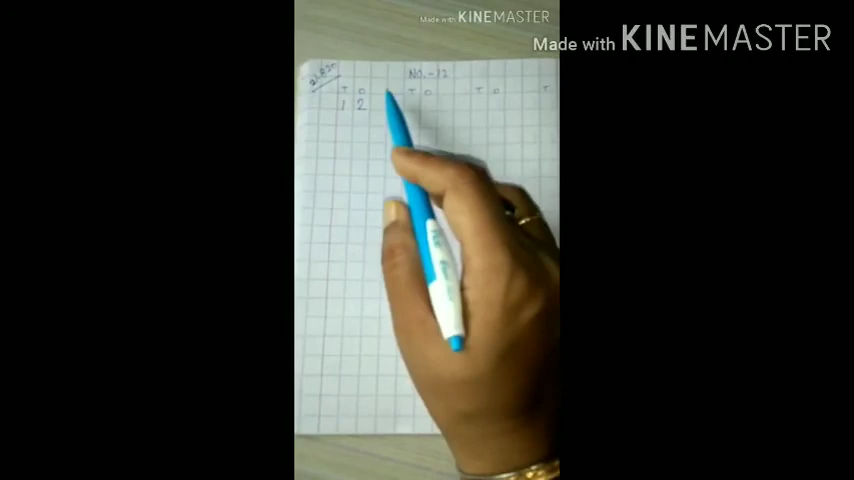 Made with KINEMASTER
Made with KINEMASTER
No.-12
T O T O T O T
1 2